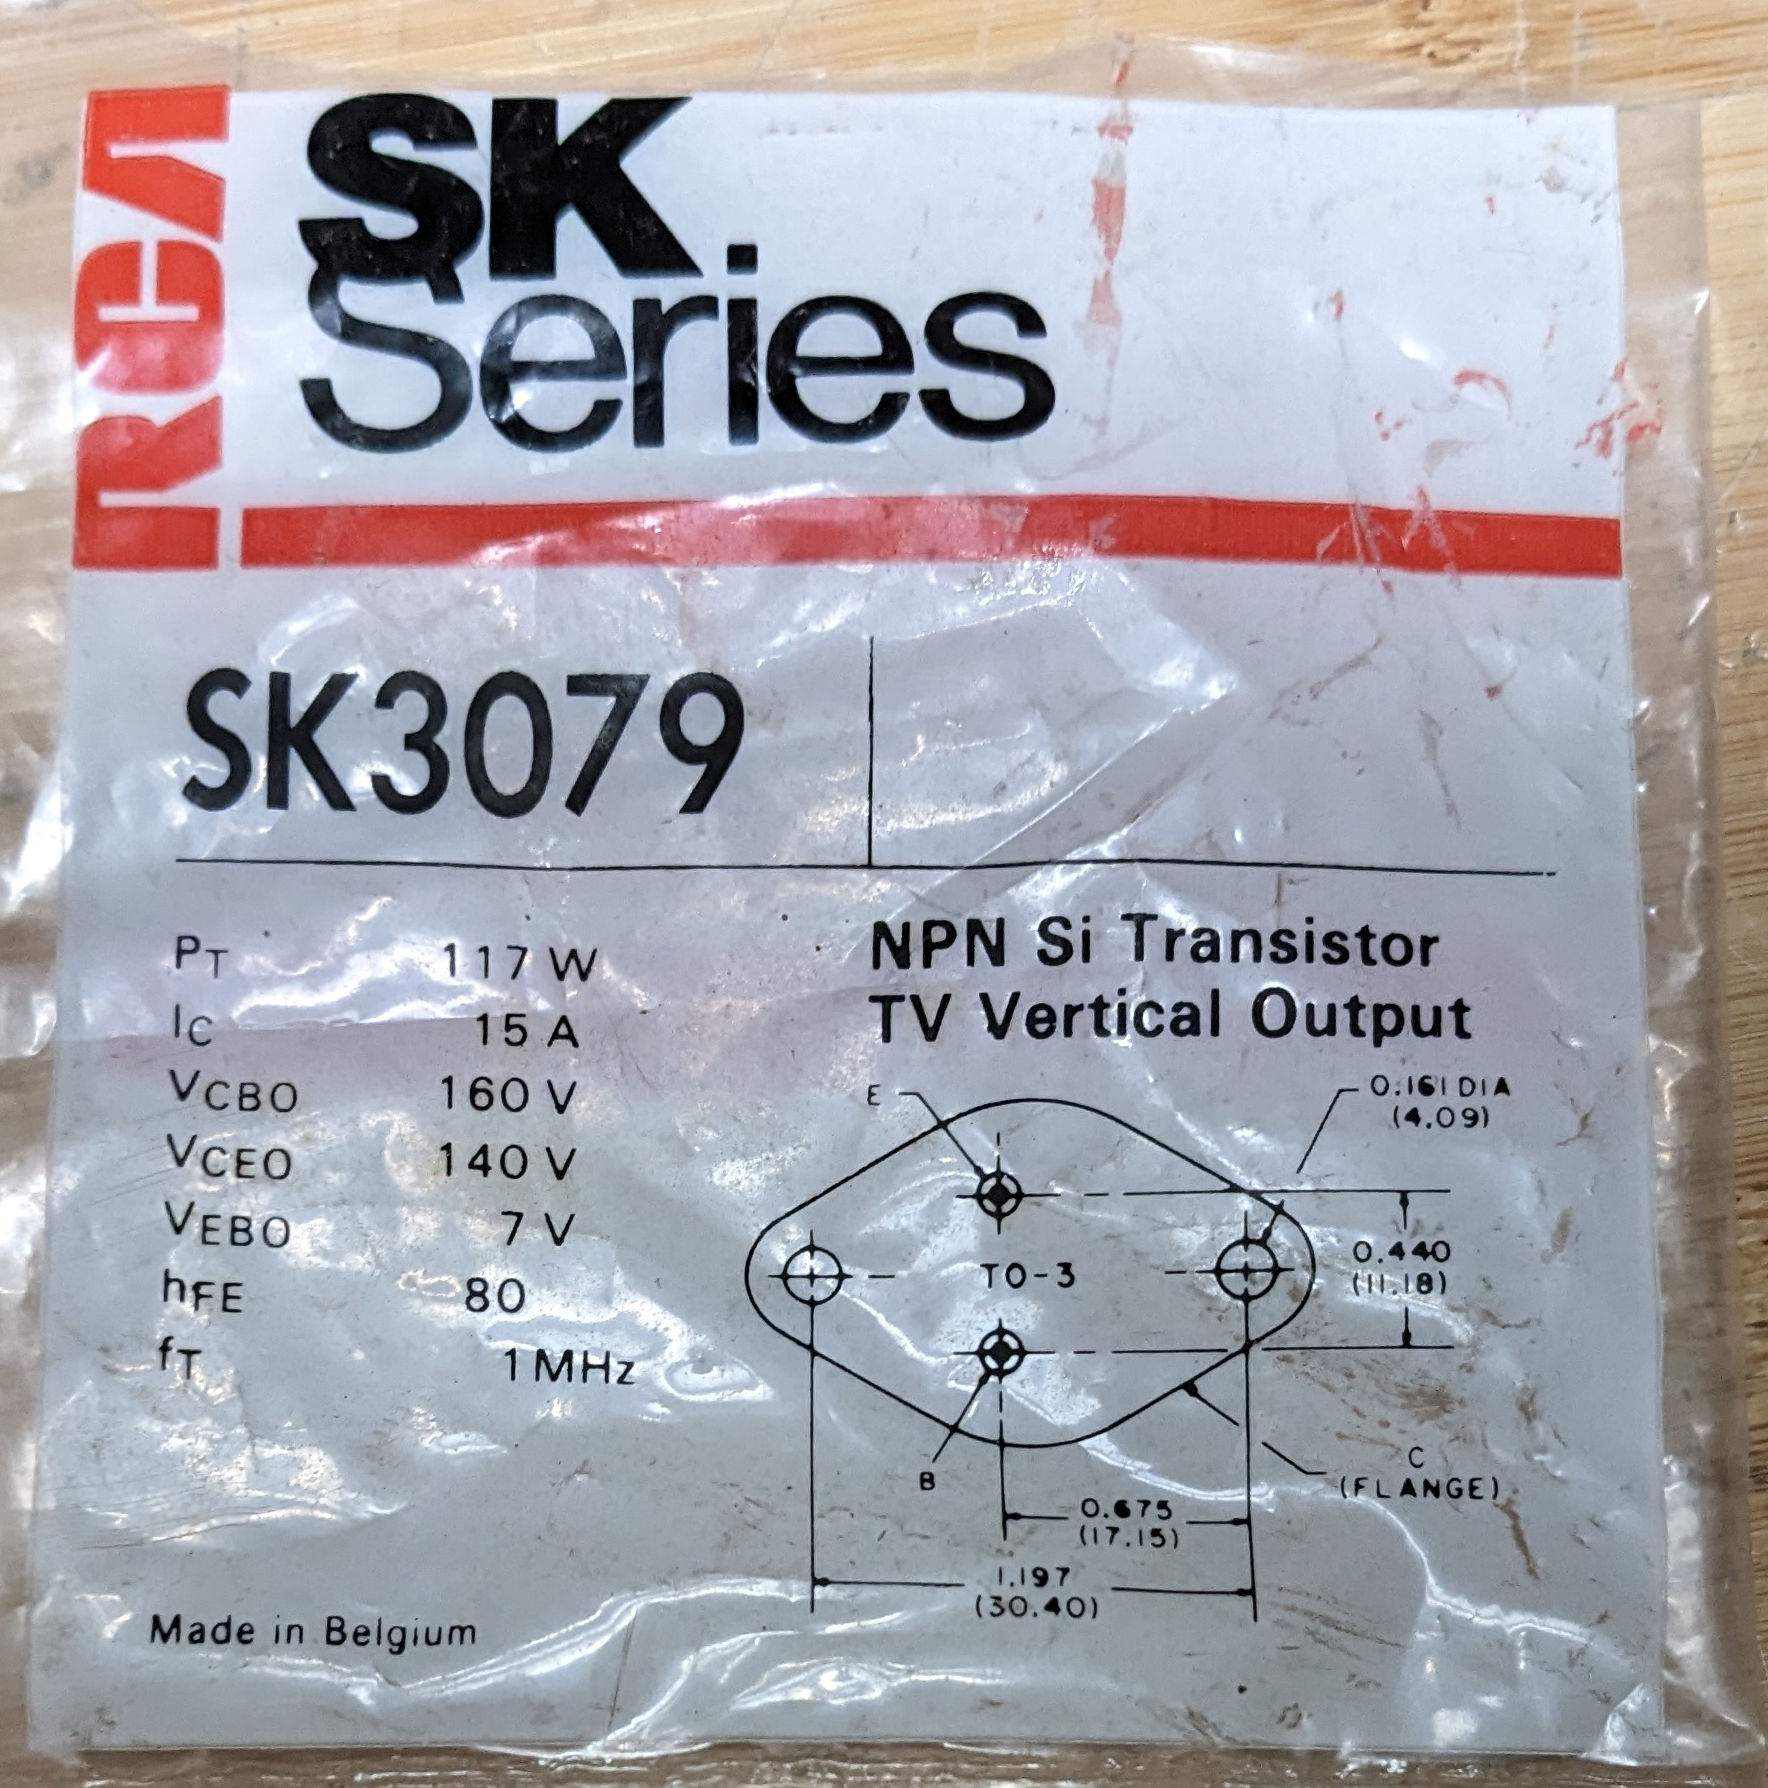 RCA
SK
Series
SK3079
PT 117 W
IC 15 A
VCBO 160 V
VCEO 140 V
VEBO 7 V
hFE 80
fT 1 MHz
NPN Si Transistor
TV Vertical Output
E
0.161 DIA
(4.09)
TO-3
0.440
(11.18)
B
C
(FLANGE)
0.675
(17.15)
1.197
(30.40)
Made in Belgium